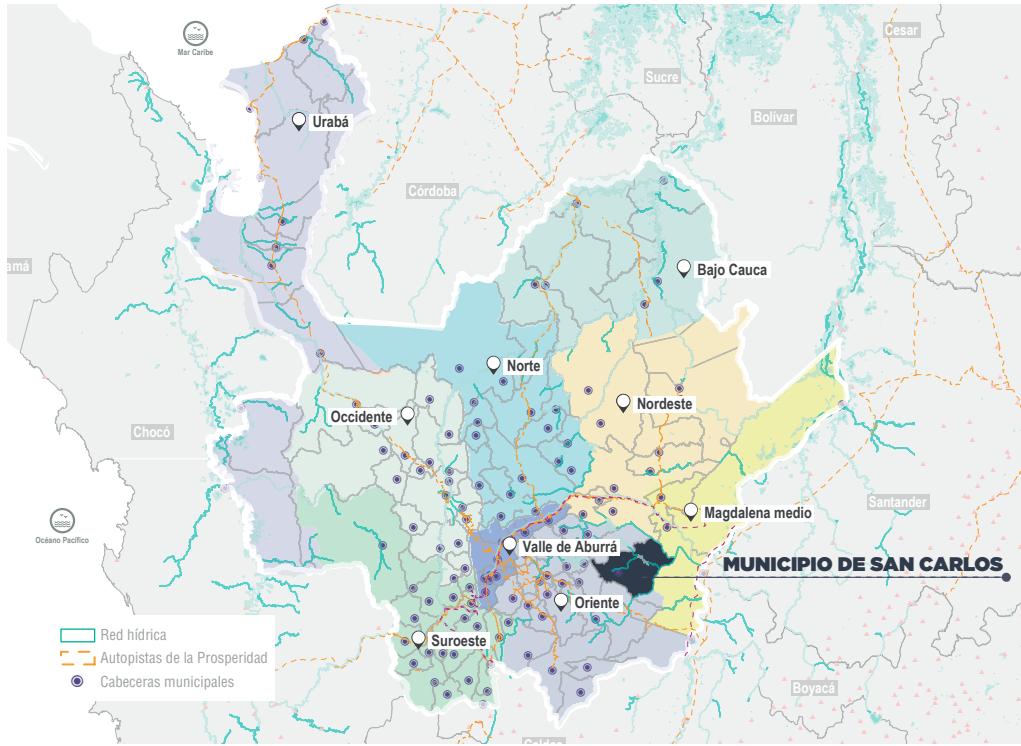 Mar Caribe
Cesar
Sucre
Bolívar
Urabá
Córdoba
amá
Bajo Cauca
Norte
Nordeste
Occidente
Chocó
Santander
Magdalena medio
Océano Pacífico
Valle de Aburrá
MUNICIPIO DE SAN CARLOS
Oriente
Red hídrica
Suroeste
Autopistas de la Prosperidad
Cabeceras municipales
Boyacá